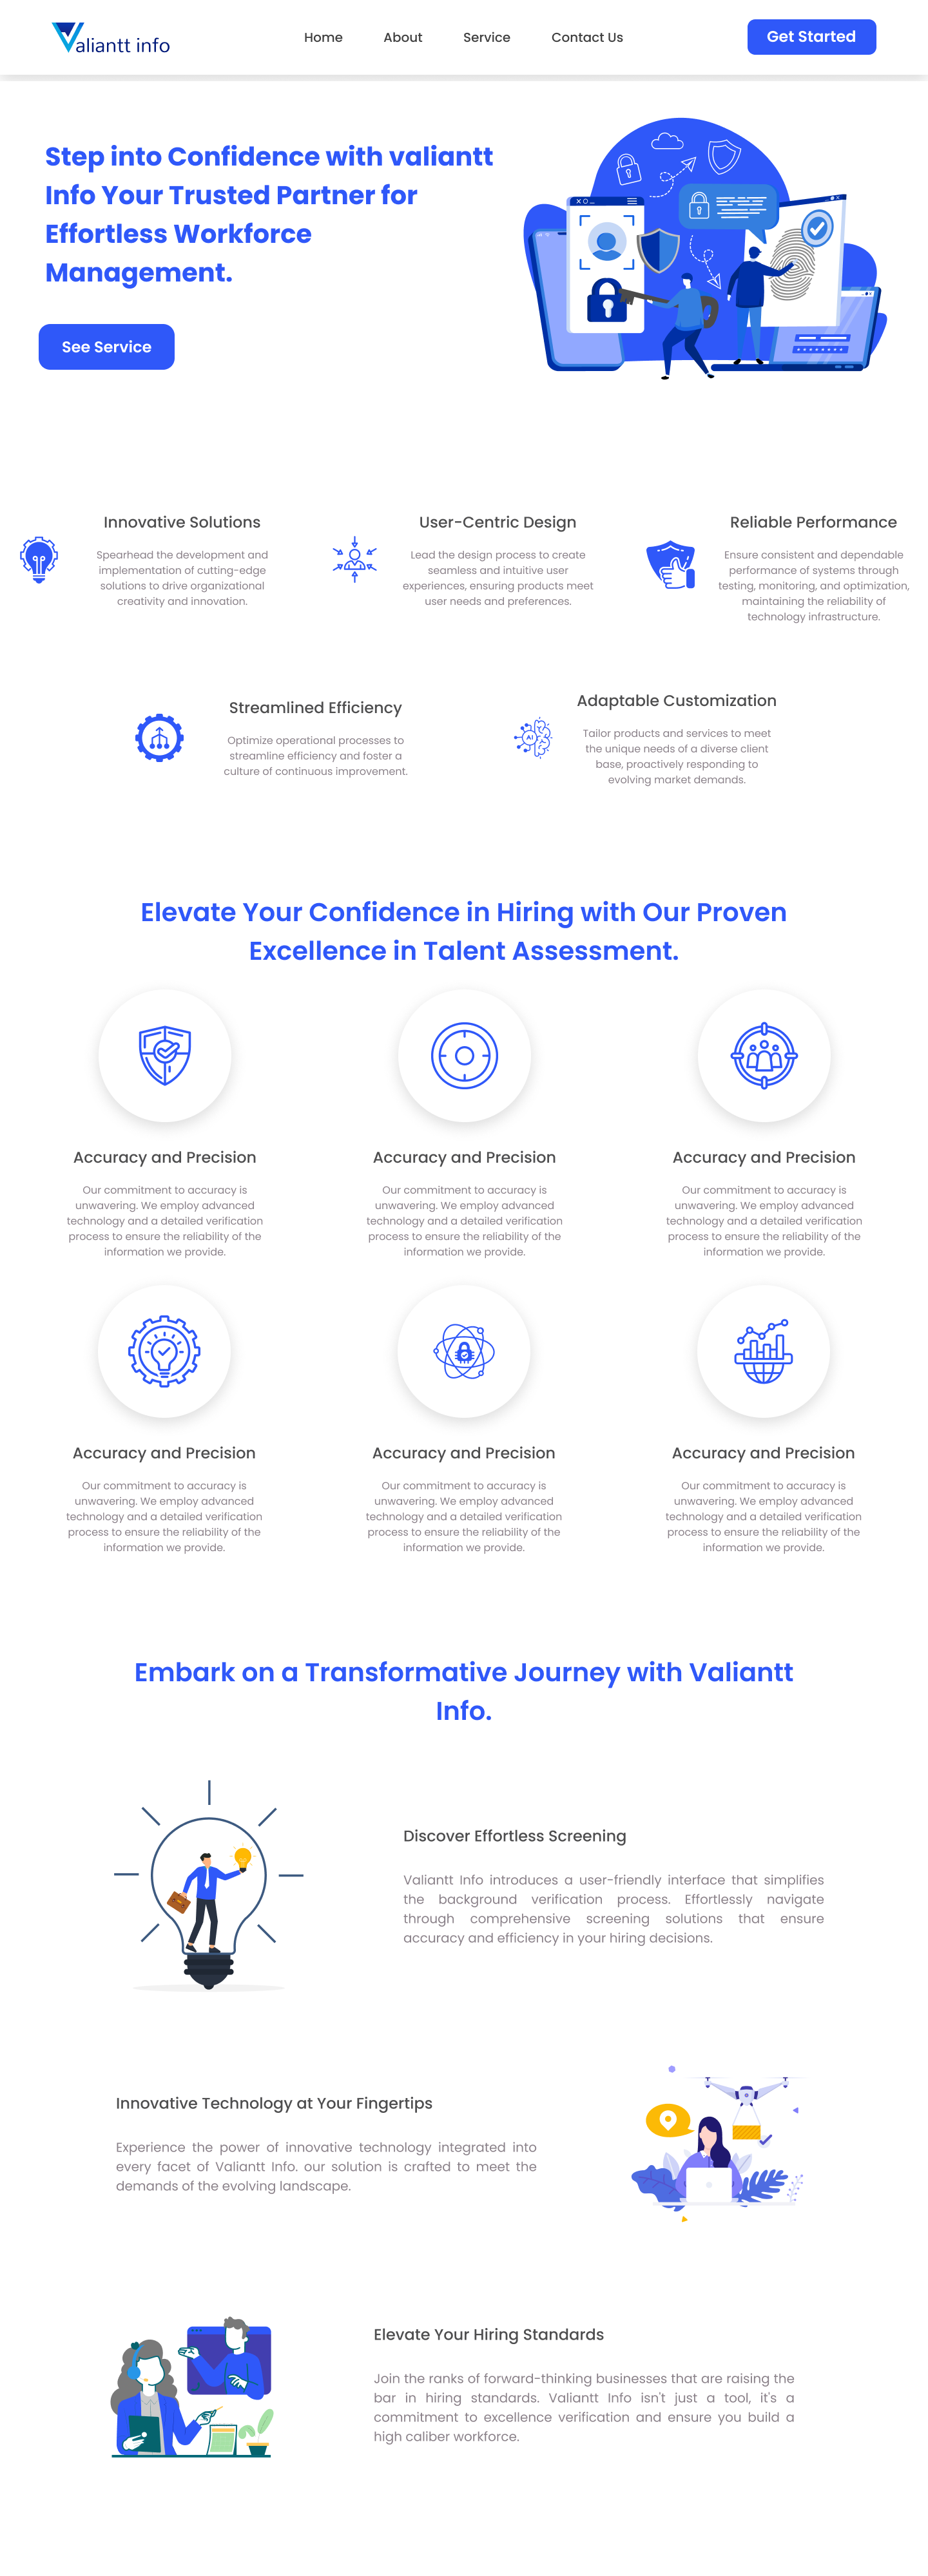 Valiantt info
Home
About
Service
Contact Us
Get Started
Step into Confidence with valiantt
Info Your Trusted Partner for
Effortless Workforce
Management.
See Service
Innovative Solutions
Spearhead the development and
implementation of cutting-edge
solutions to drive organizational
creativity and innovation.
User-Centric Design
Lead the design process to create
seamless and intuitive user
experiences, ensuring products meet
user needs and preferences.
Reliable Performance
Ensure consistent and dependable
performance of systems through
testing, monitoring, and optimization,
maintaining the reliability of
technology infrastructure.
Streamlined Efficiency
Optimize operational processes to
streamline efficiency and foster a
culture of continuous improvement.
AI
Adaptable Customization
Tailor products and services to meet
the unique needs of a diverse client
base, proactively responding to
evolving market demands.
Elevate Your Confidence in Hiring with Our Proven
Excellence in Talent Assessment.
Accuracy and Precision
Our commitment to accuracy is
unwavering. We employ advanced
technology and a detailed verification
process to ensure the reliability of the
information we provide.
Accuracy and Precision
Our commitment to accuracy is
unwavering. We employ advanced
technology and a detailed verification
process to ensure the reliability of the
information we provide.
Accuracy and Precision
Our commitment to accuracy is
unwavering. We employ advanced
technology and a detailed verification
process to ensure the reliability of the
information we provide.
Accuracy and Precision
Our commitment to accuracy is
unwavering. We employ advanced
technology and a detailed verification
process to ensure the reliability of the
information we provide.
Accuracy and Precision
Our commitment to accuracy is
unwavering. We employ advanced
technology and a detailed verification
process to ensure the reliability of the
information we provide.
Accuracy and Precision
Our commitment to accuracy is
unwavering. We employ advanced
technology and a detailed verification
process to ensure the reliability of the
information we provide.
Embark on a Transformative Journey with Valiantt
Info.
Discover Effortless Screening
Valiantt Info introduces a user-friendly interface that simplifies
the background verification process. Effortlessly navigate
through comprehensive screening solutions that ensure
accuracy and efficiency in your hiring decisions.
Innovative Technology at Your Fingertips
Experience the power of innovative technology integrated into
every facet of Valiantt Info. our solution is crafted to meet the
demands of the evolving landscape.
Elevate Your Hiring Standards
Join the ranks of forward-thinking businesses that are raising the
bar in hiring standards. Valiantt Info isn't just a tool, it's a
commitment to excellence verification and ensure you build a
high caliber workforce.